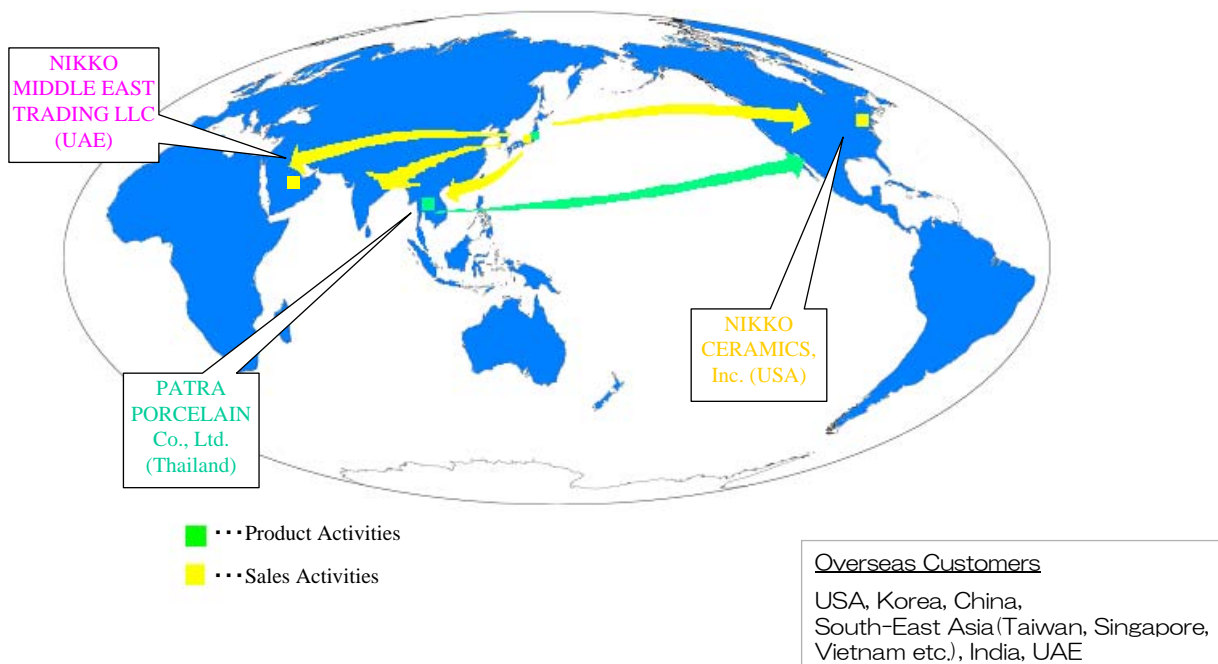 NIKKO
MIDDLE EAST
TRADING LLC
(UAE)
NIKKO
CERAMICS,
Inc. (USA)
PATRA
PORCELAIN
Co., Ltd.
(Thailand)
･･･Product Activities
･･･Sales Activities
Overseas Customers
USA, Korea, China,
South-East Asia(Taiwan, Singapore,
Vietnam etc.), India, UAE